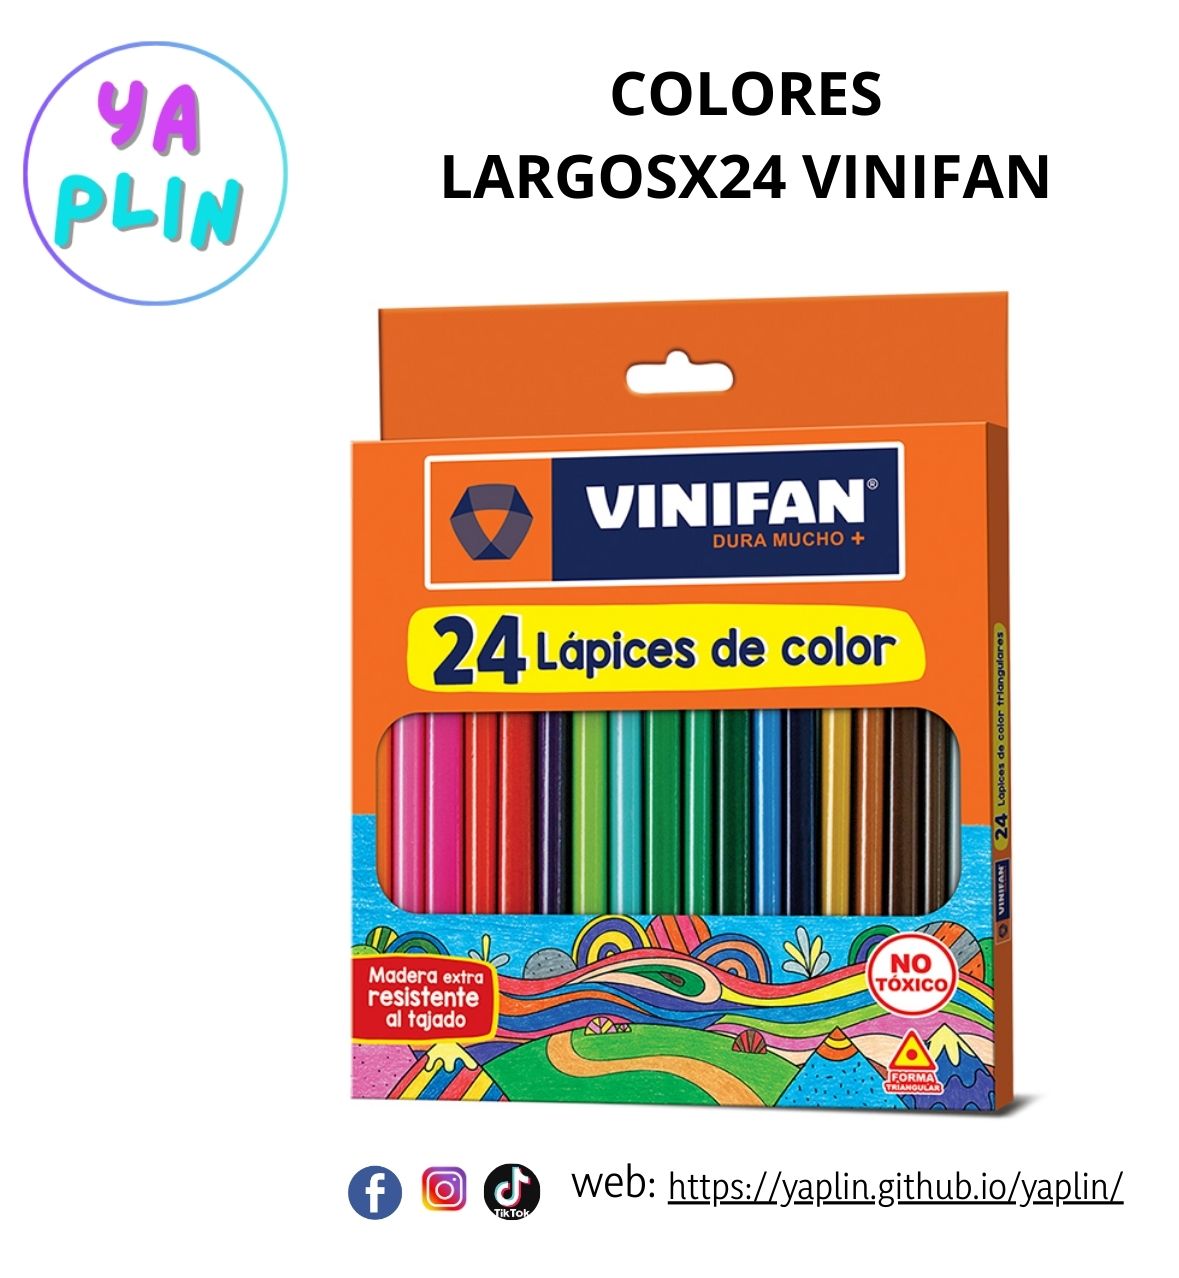 YA
PLIN
COLORES
LARGOSX24 VINIFAN
VINIFAN®
DURA MUCHO +
24 Lápices de color
24 Lápices de color triangulares
VINIFAN
Madera extra
resistente
al tajado
NO
TÓXICO
FORMA
TRIANGULAR
TikTok
web: https://yaplin.github.io/yaplin/